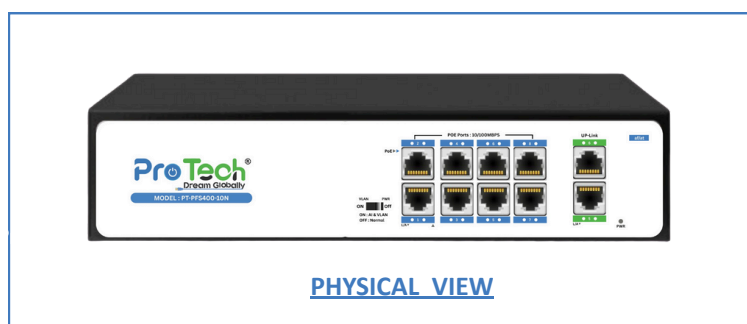 POE Ports : 10/100MBPS
UP-Link
PoE
ProTech®
Dream Globally
MODEL : PT-PFS400-10N
VLAN PWR
ON Off
ON : AI & VLAN
OFF : Normal
PWR
PHYSICAL VIEW